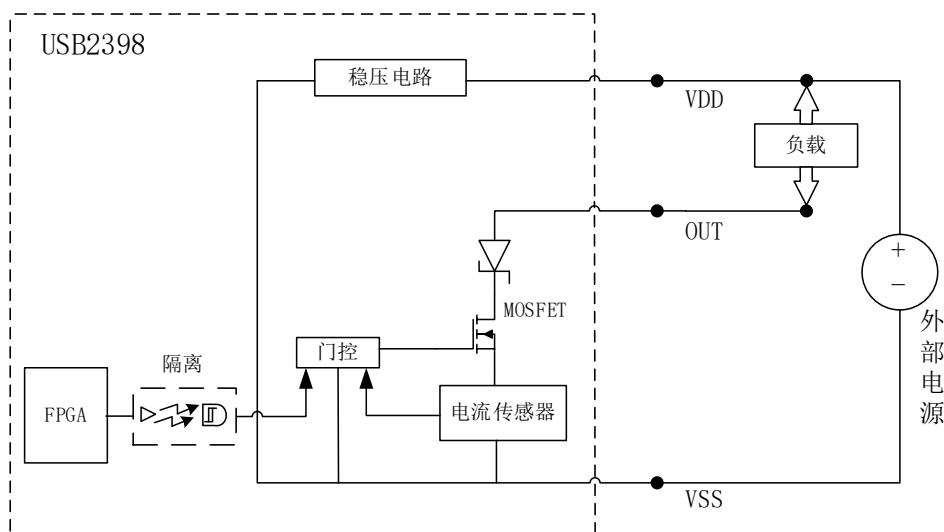 USB2398
稳压电路
VDD
负载
OUT
+
−
MOSFET
外部电源
门控
隔离
FPGA
电流传感器
VSS